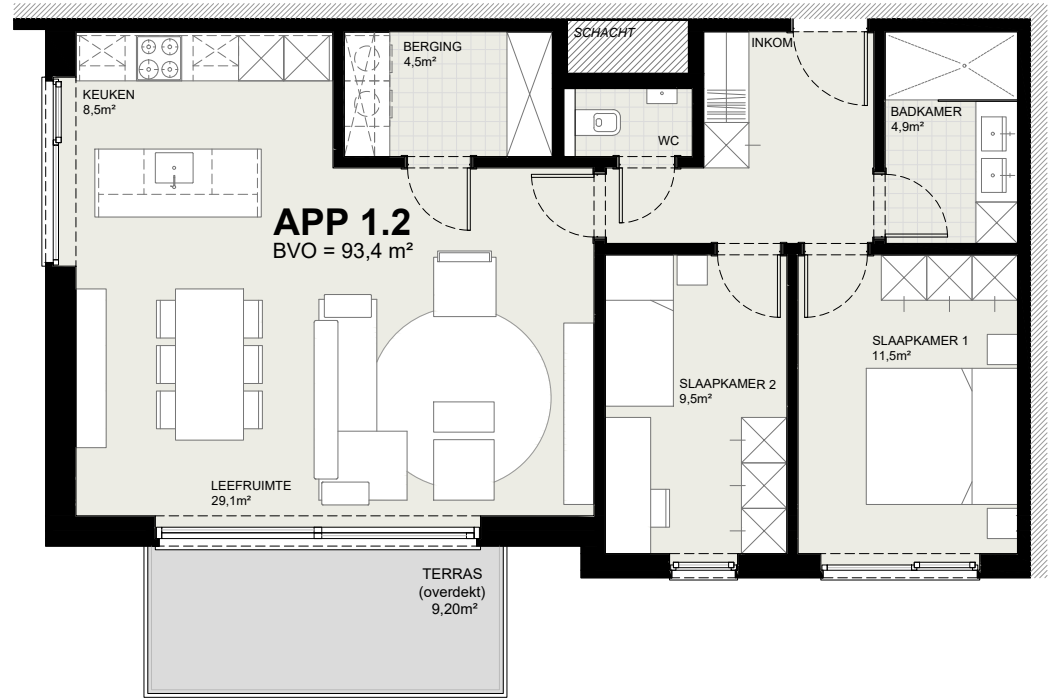 SCHACHT
BERGING
4,5m²
INKOM
KEUKEN
8,5m²
BADKAMER
4,9m²
WC
APP 1.2
BVO = 93,4 m²
SLAAPKAMER 1
11,5m²
SLAAPKAMER 2
9,5m²
LEEFRUIMTE
29,1m²
TERRAS
(overdekt)
9,20m²